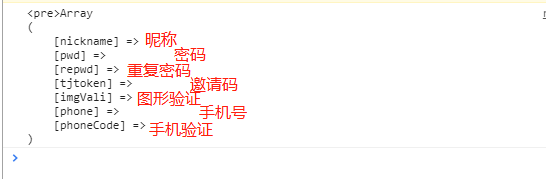 <pre>Array
(
[nickname] => 昵称
[pwd] => 密码
[repwd] => 重复密码
[tjtoken] => 邀请码
[imgVali] => 图形验证
[phone] => 手机号
[phoneCode] => 手机验证
)
>